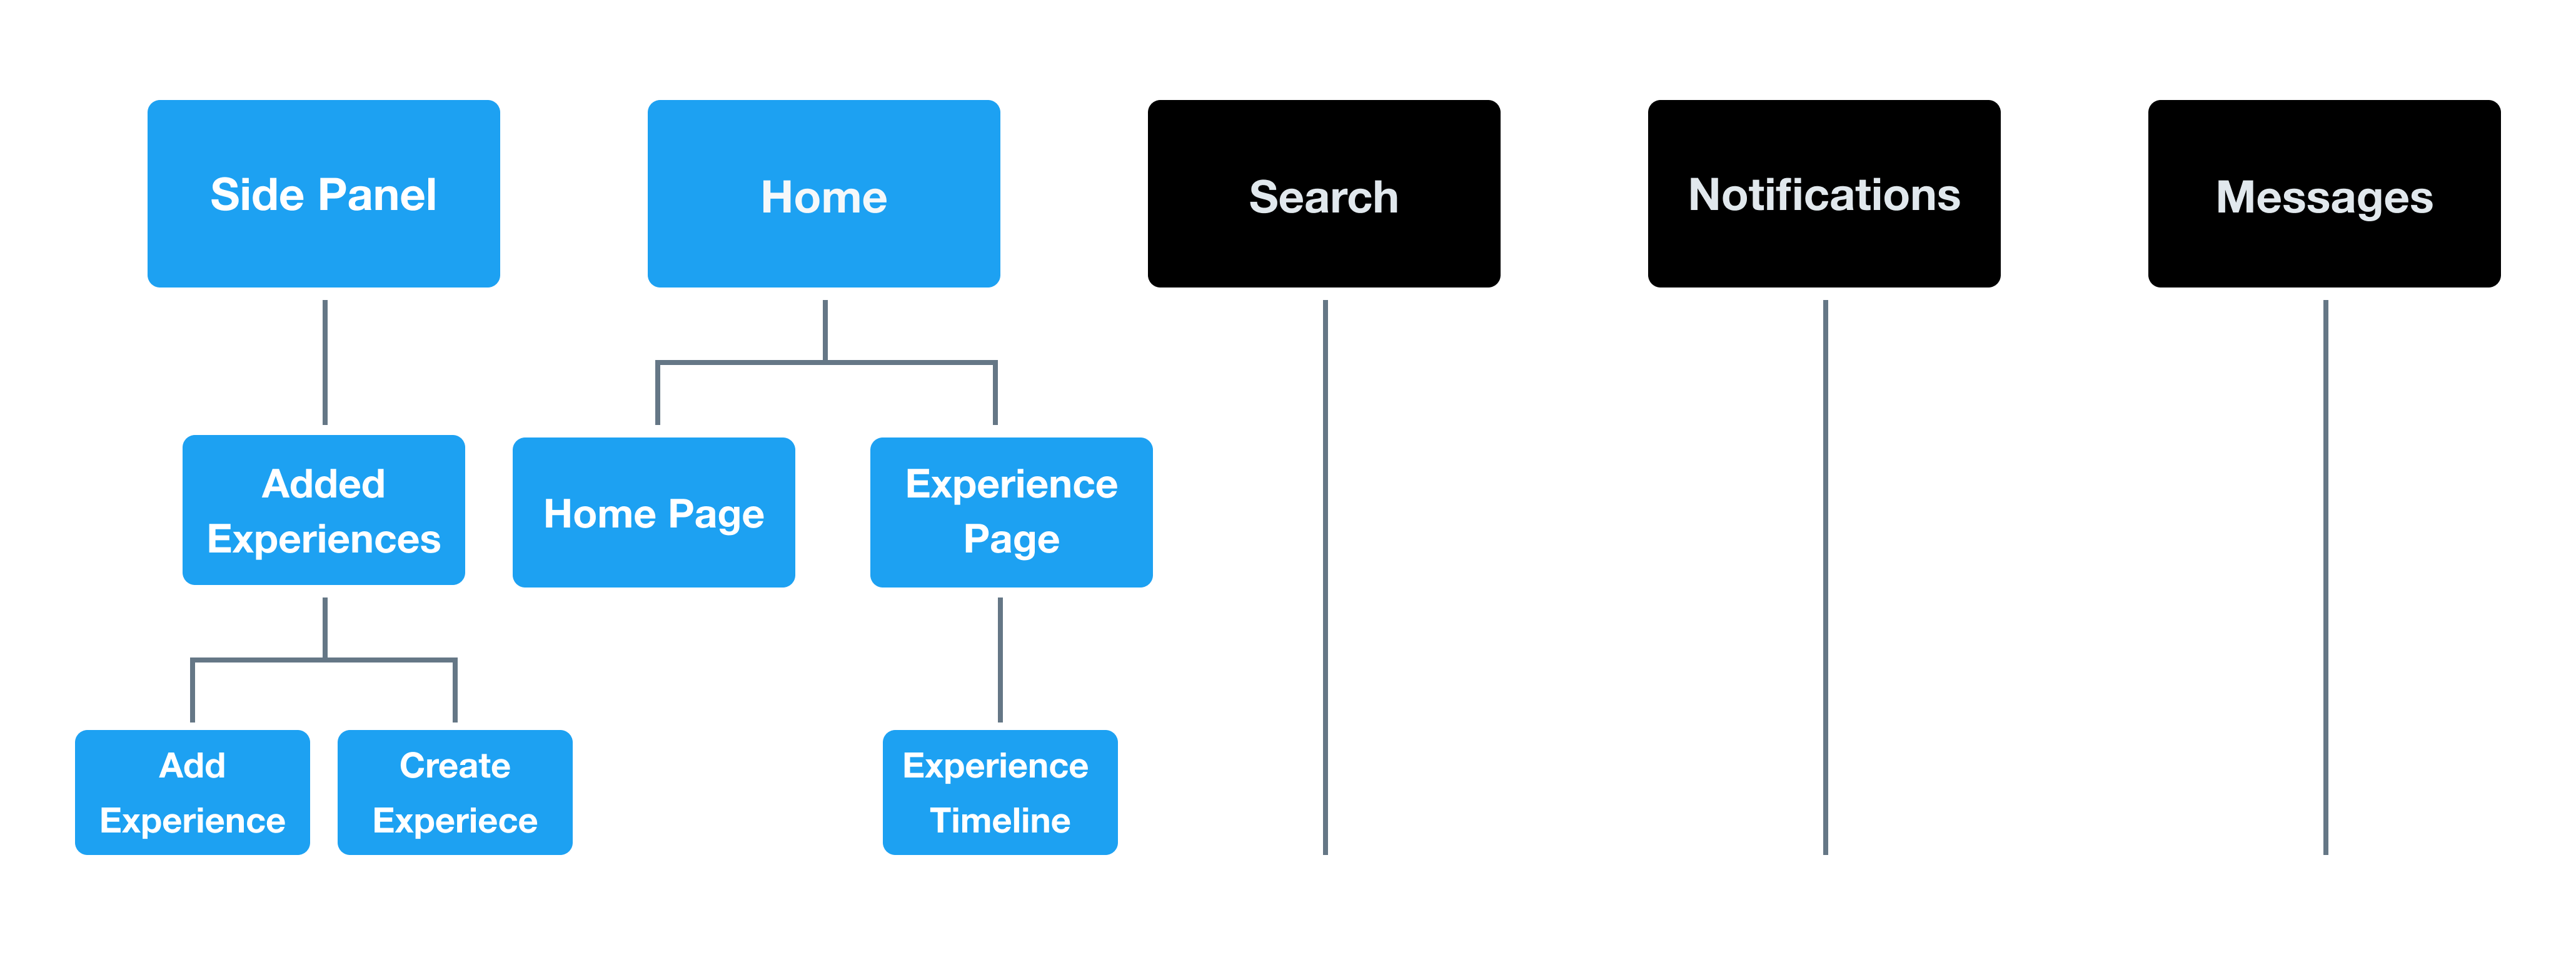 Side Panel
Home
Search
Notifications
Messages
Added
Experiences
Home Page
Experience
Page
Add
Experience
Create
Experiece
Experience
Timeline